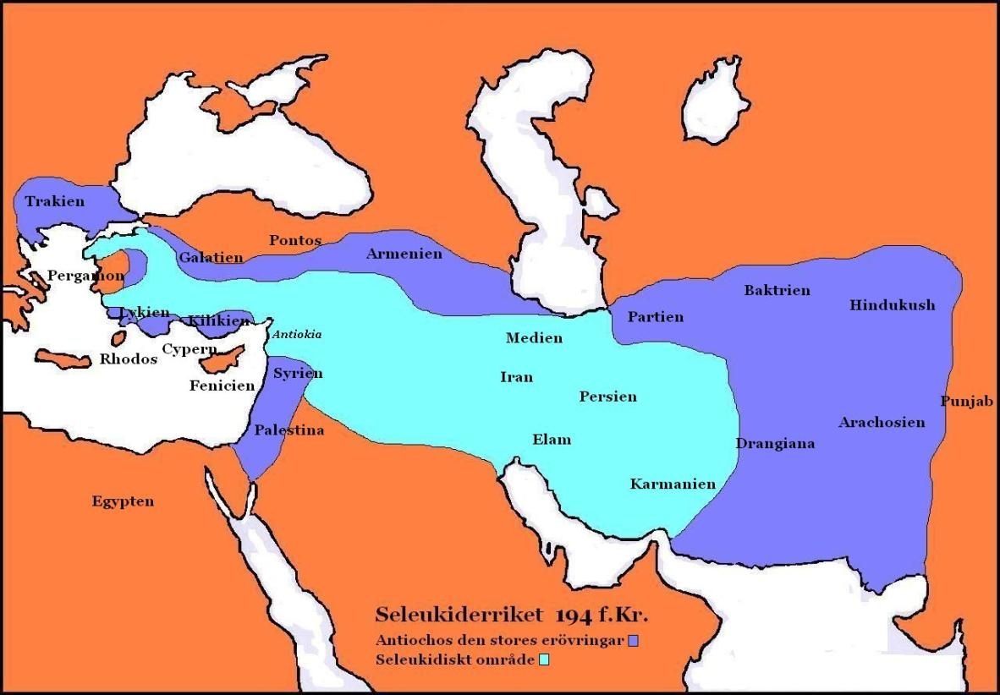 Trakien
Pontos
Galatien
Armenien
Pergamon
Baktrien
Hindukush
Lykien
Kilikien
Partien
Antiokia
Medien
Cypern
Rhodos
Syrien
Iran
Fenicien
Persien
Punjab
Palestina
Arachosien
Elam
Drangiana
Karmanien
Egypten
Seleukiderriket 194 f.Kr.
Antiochos den stores erövringar
Seleukidiskt område